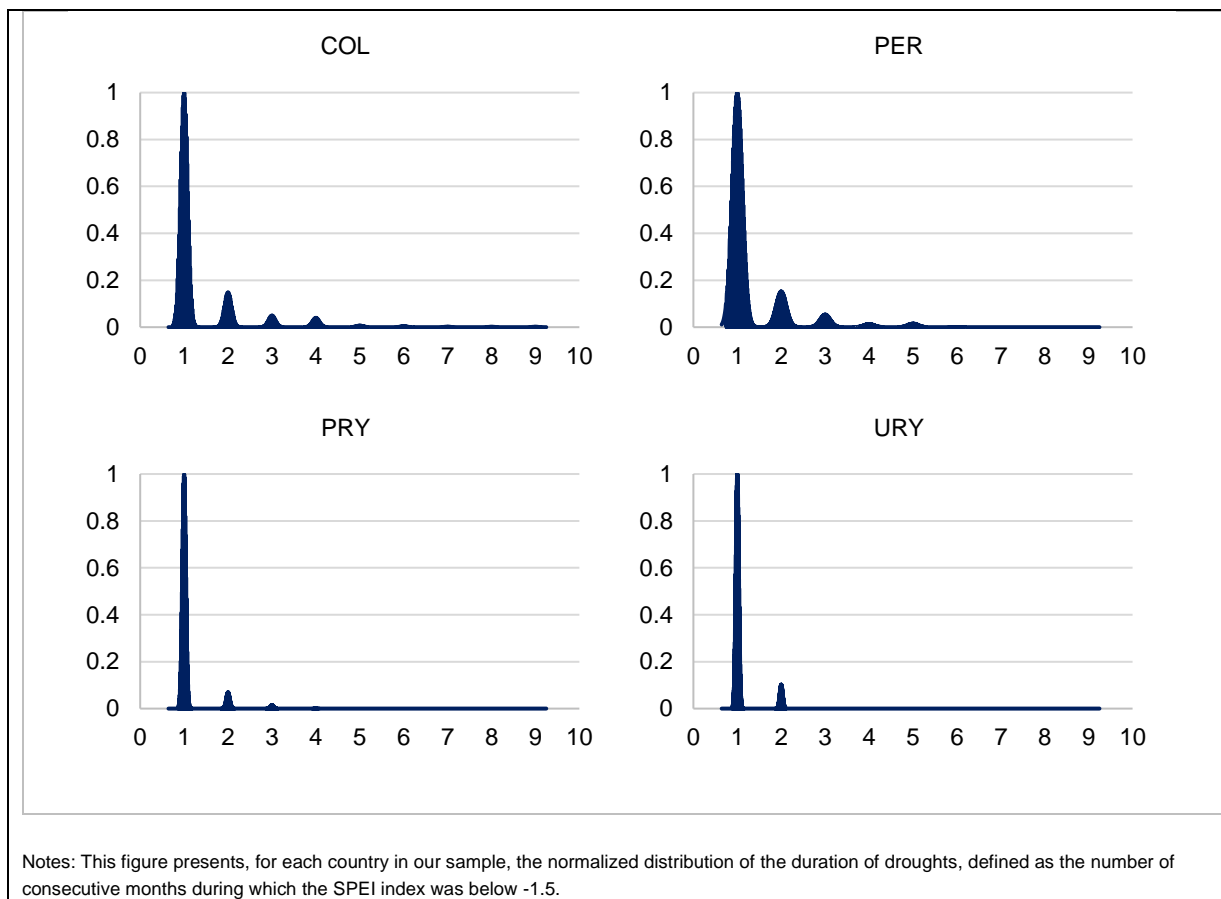 COL
PER
1
0.8
0.6
0.4
0.2
0
0 1 2 3 4 5 6 7 8 9 10
1
0.8
0.6
0.4
0.2
0
0 1 2 3 4 5 6 7 8 9 10
PRY
URY
1
0.8
0.6
0.4
0.2
0
0 1 2 3 4 5 6 7 8 9 10
1
0.8
0.6
0.4
0.2
0
0 1 2 3 4 5 6 7 8 9 10
Notes: This figure presents, for each country in our sample, the normalized distribution of the duration of droughts, defined as the number of
consecutive months during which the SPEI index was below -1.5.